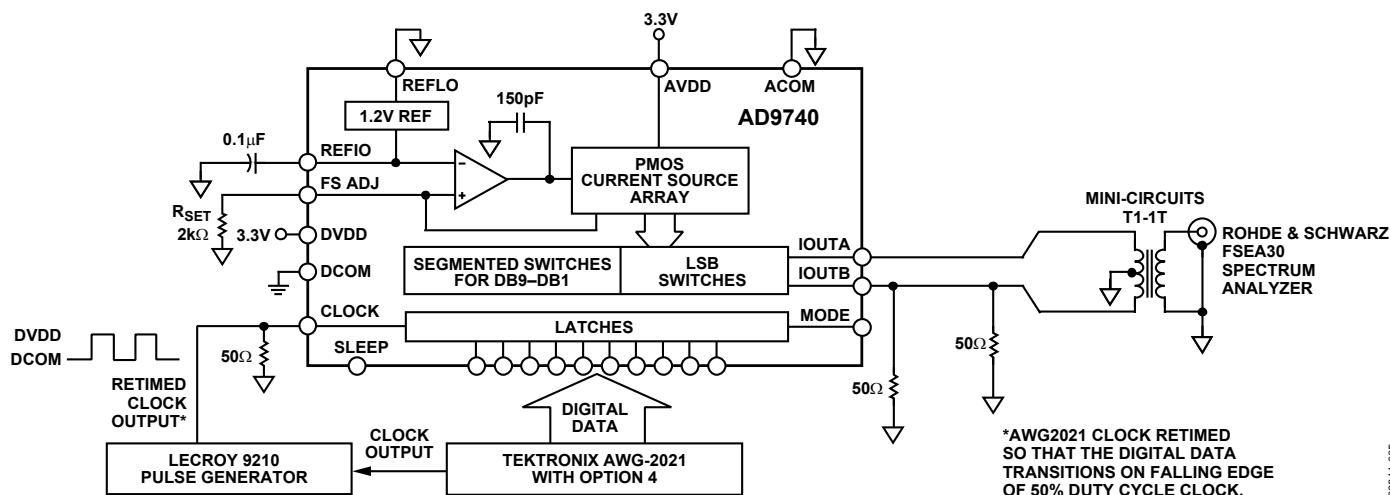 3.3V
REFLO
AVDD
ACOM
150pF
1.2V REF
AD9740
0.1µF
REFIO
PMOS
CURRENT SOURCE
ARRAY
FS ADJ
RSET
2kΩ
3.3V
DVDD
DCOM
MINI-CIRCUITS
T1-1T
IOUTA
IOUTB
ROHDE & SCHWARZ
FSEA30
SPECTRUM
ANALYZER
SEGMENTED SWITCHES
FOR DB9–DB1
LSB
SWITCHES
CLOCK
LATCHES
MODE
DVDD
DCOM
50Ω
SLEEP
50Ω
50Ω
RETIMED
CLOCK
OUTPUT*
DIGITAL
DATA
CLOCK
OUTPUT
LECROY 9210
PULSE GENERATOR
TEKTRONIX AWG-2021
WITH OPTION 4
*AWG2021 CLOCK RETIMED
SO THAT THE DIGITAL DATA
TRANSITIONS ON FALLING EDGE
OF 50% DUTY CYCLE CLOCK.